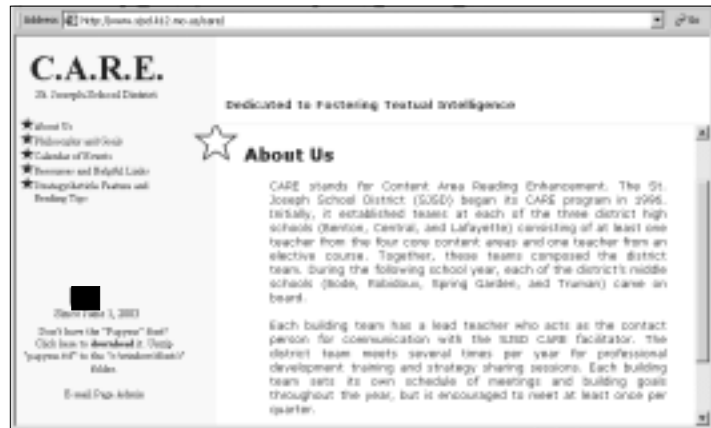 Address http://www.sjsd.k12.mo.us/care/ Go
C.A.R.E.
St. Joseph School District
Dedicated to Fostering Textual Intelligence
About Us
Philosophy and Goals
Calendar of Events
Resources and Helpful Links
Strategy/Article Feature and
Reading Tips
Since June 1, 2003
Don't have the "Papyrus" font?
Click here to download it. Unzip
"papyrus.ttf" to the
folder.
E-mail Page Admin
About Us
CARE stands for Content Area Reading Enhancement. The St.
Joseph School District (SJSD) began its CARE program in 1996.
Initially, it established teams at each of the three district high
schools (Benton, Central, and Lafayette) consisting of at least one
teacher from the four core content areas and one teacher from an
elective course. Together, these teams composed the district
team. During the following school year, each of the district's middle
schools (Bode, Robidoux, Spring Garden, and Truman) came on
board.
Each building team has a lead teacher who acts as the contact
person for communication with the SJSD CARE facilitator. The
district team meets several times per year for professional
development training and strategy sharing sessions. Each building
team sets its own schedule of meetings and building goals
throughout the year, but is encouraged to meet at least once per
quarter.